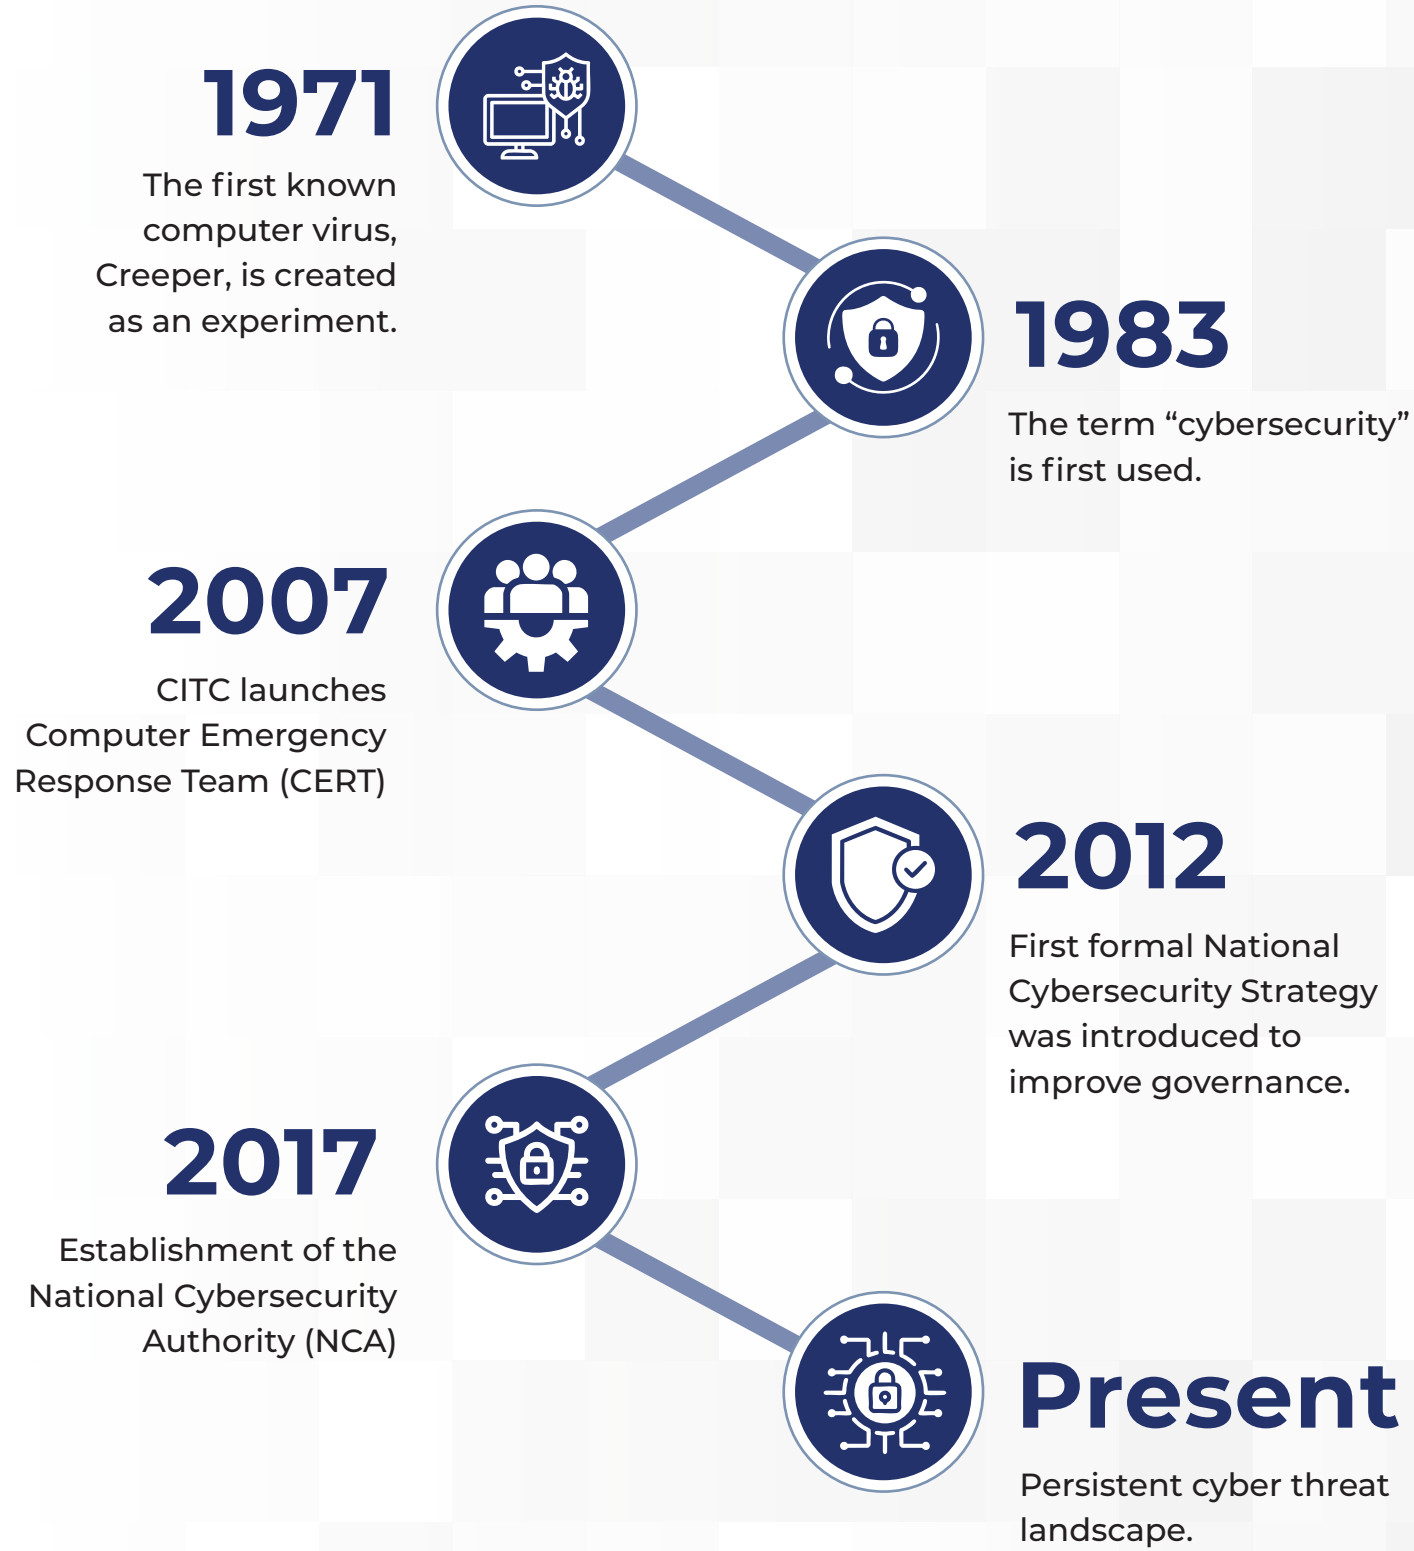 1971
The first known
computer virus,
Creeper, is created
as an experiment.
1983
The term “cybersecurity”
is first used.
2007
CITC launches
Computer Emergency
Response Team (CERT)
2012
First formal National
Cybersecurity Strategy
was introduced to
improve governance.
2017
Establishment of the
National Cybersecurity
Authority (NCA)
Present
Persistent cyber threat
landscape.